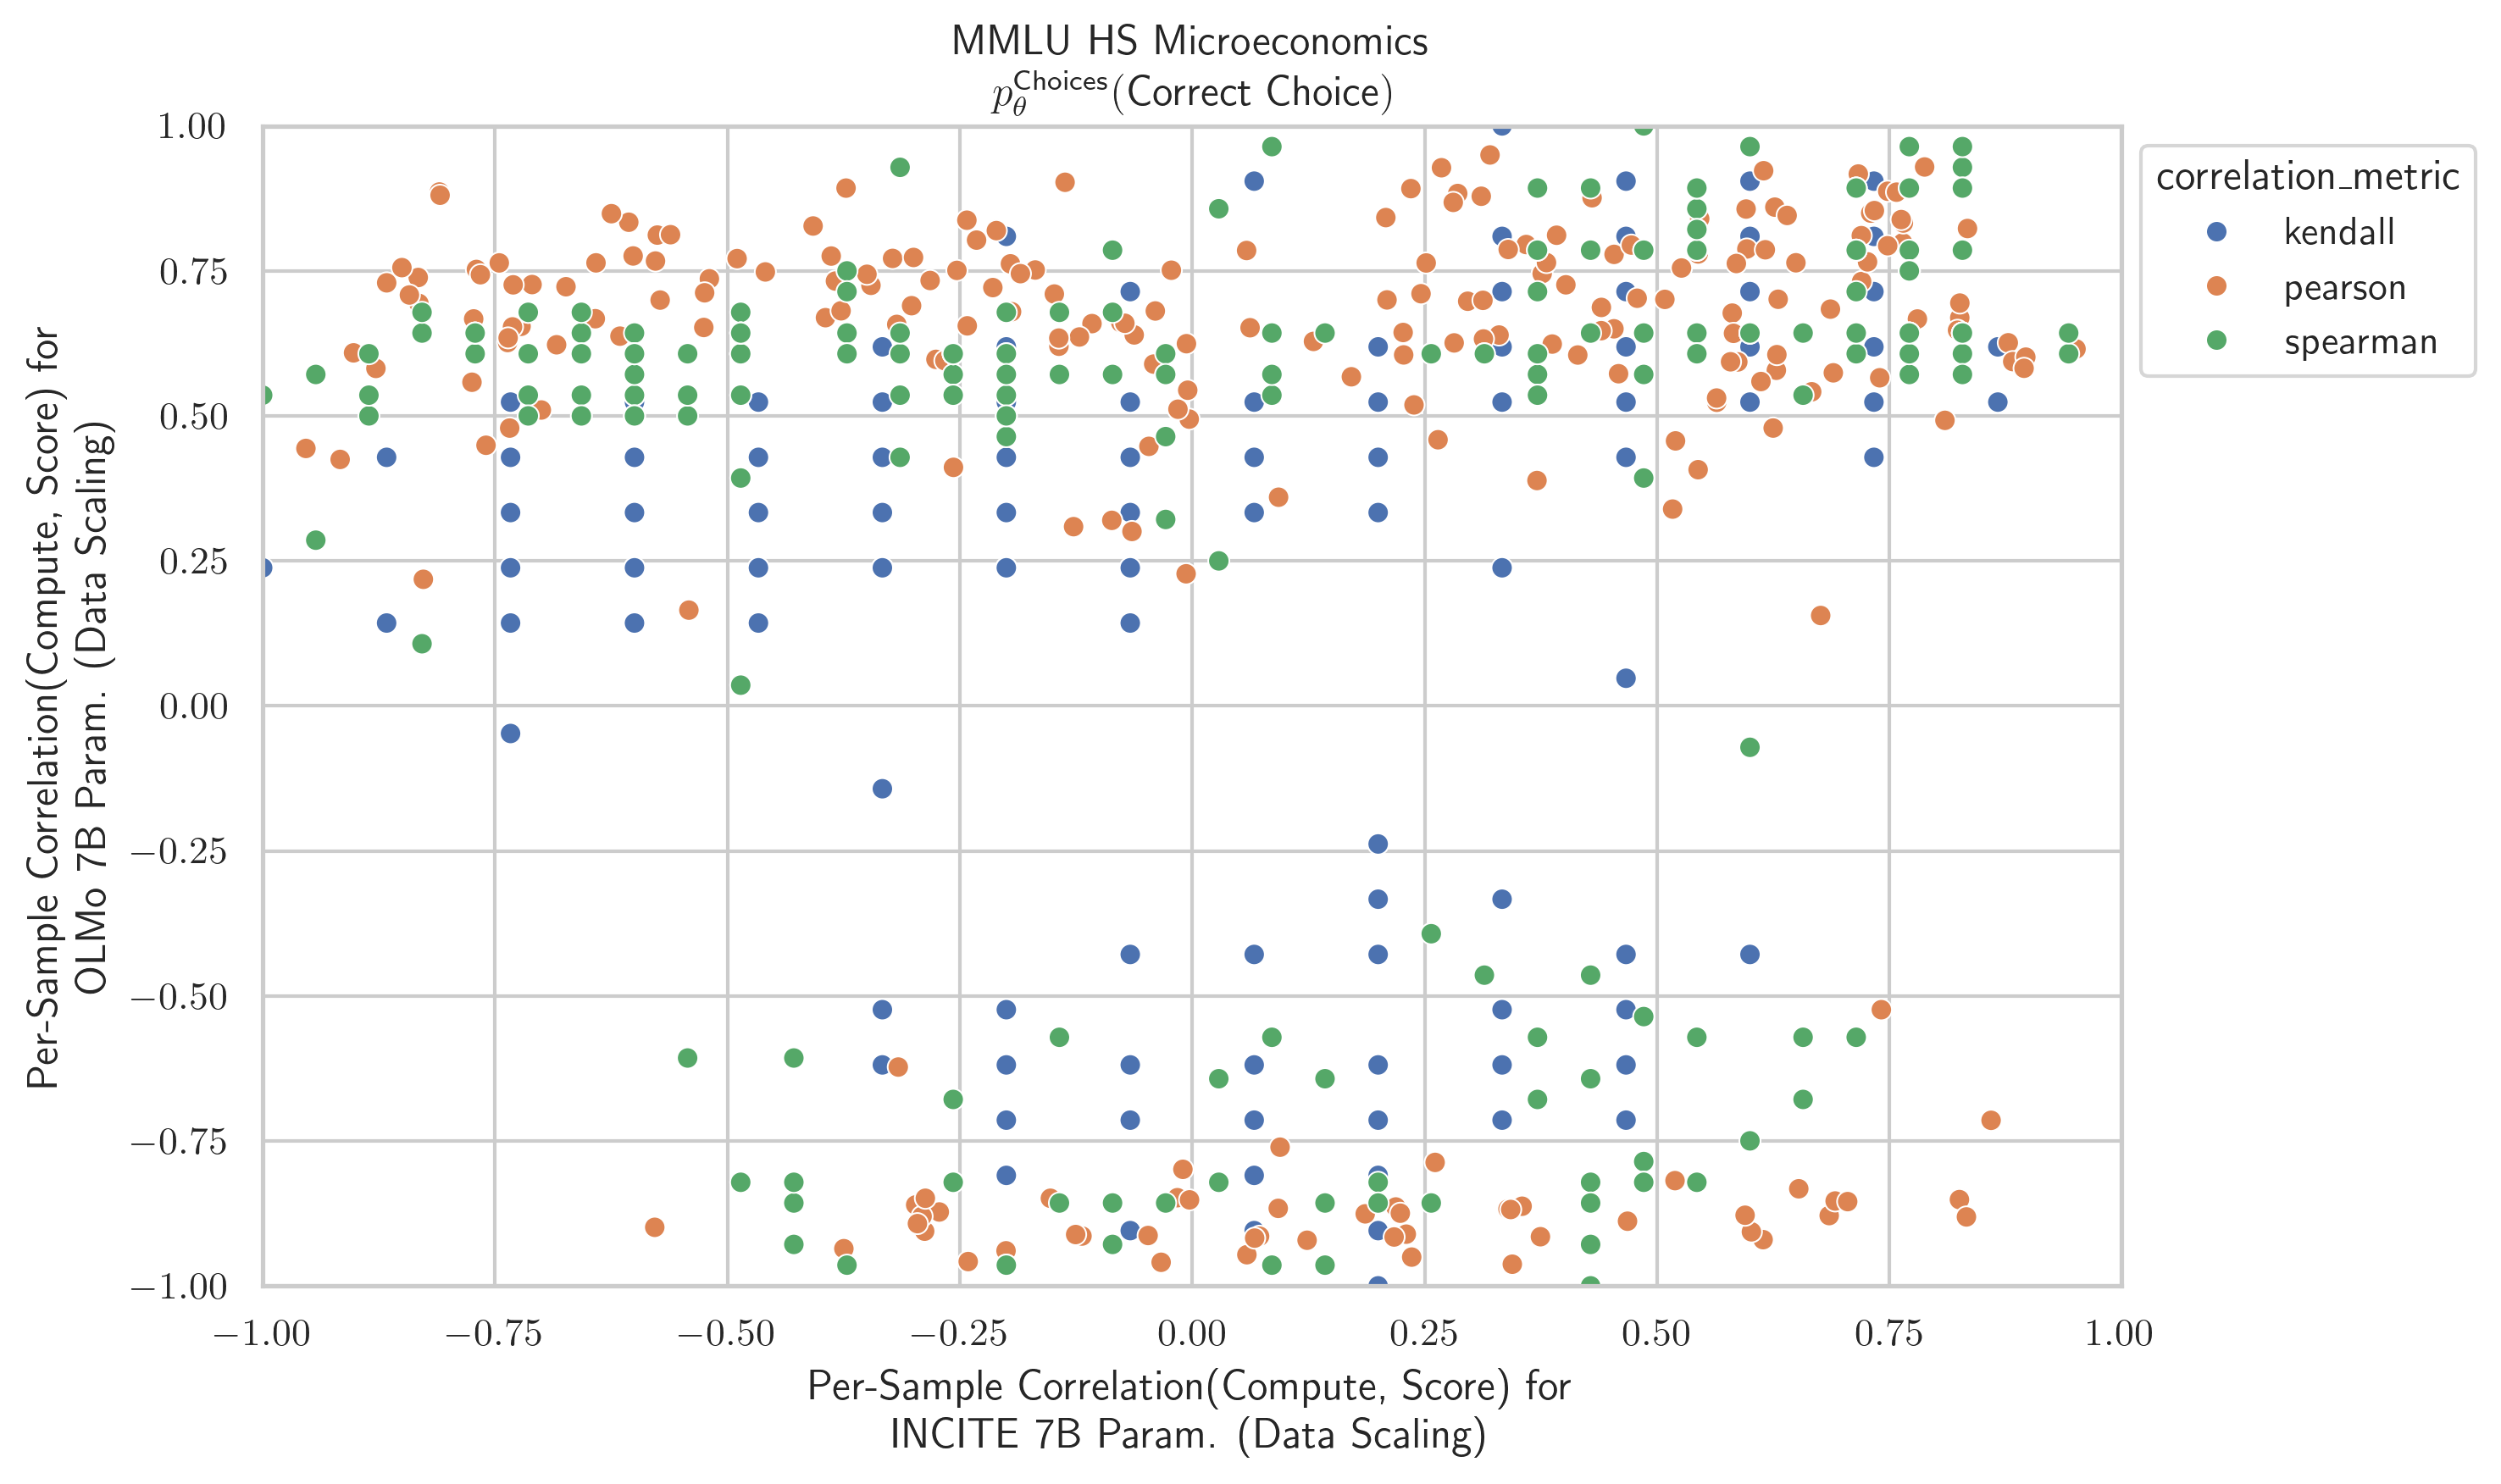 MMLU HS Microeconomics
p_θ^Choices(Correct Choice)
1.00
0.75
0.50
0.25
0.00
−0.25
−0.50
−0.75
−1.00
Per-Sample Correlation(Compute, Score) for
OLMo 7B Param. (Data Scaling)
correlation_metric
kendall
pearson
spearman
−1.00
−0.75
−0.50
−0.25
0.00
0.25
0.50
0.75
1.00
Per-Sample Correlation(Compute, Score) for
INCITE 7B Param. (Data Scaling)